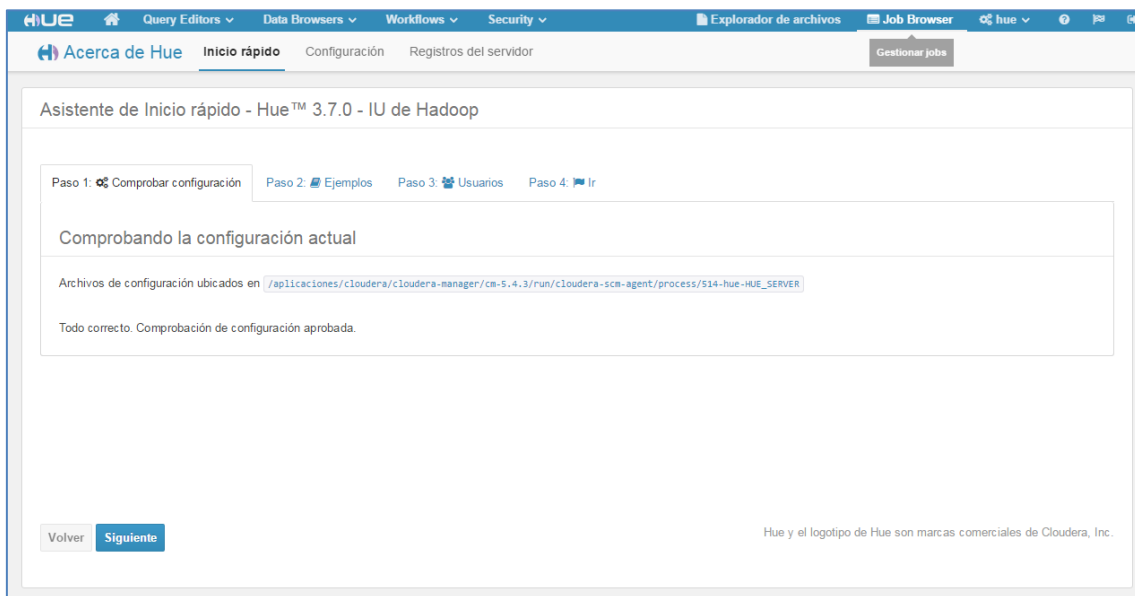 HUE Query Editors Data Browsers Workflows Security Explorador de archivos Job Browser hue
Acerca de Hue Inicio rápido Configuración Registros del servidor Gestionar jobs
Asistente de Inicio rápido - Hue™ 3.7.0 - IU de Hadoop
Paso 1: Comprobar configuración Paso 2: Ejemplos Paso 3: Usuarios Paso 4: Ir
Comprobando la configuración actual
Archivos de configuración ubicados en /aplicaciones/cloudera/cloudera-manager/cm-5.4.3/run/cloudera-scm-agent/process/514-hue-HUE_SERVER
Todo correcto. Comprobación de configuración aprobada.
Volver Siguiente Hue y el logotipo de Hue son marcas comerciales de Cloudera, Inc.